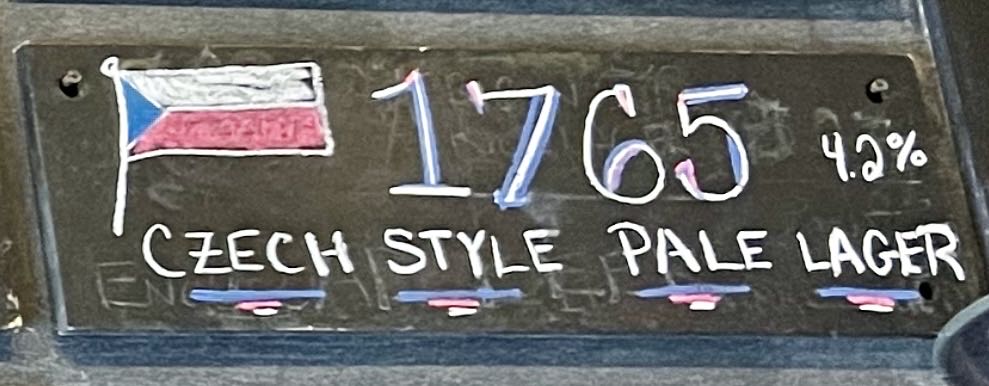 1765
4.2%
CZECH STYLE PALE LAGER